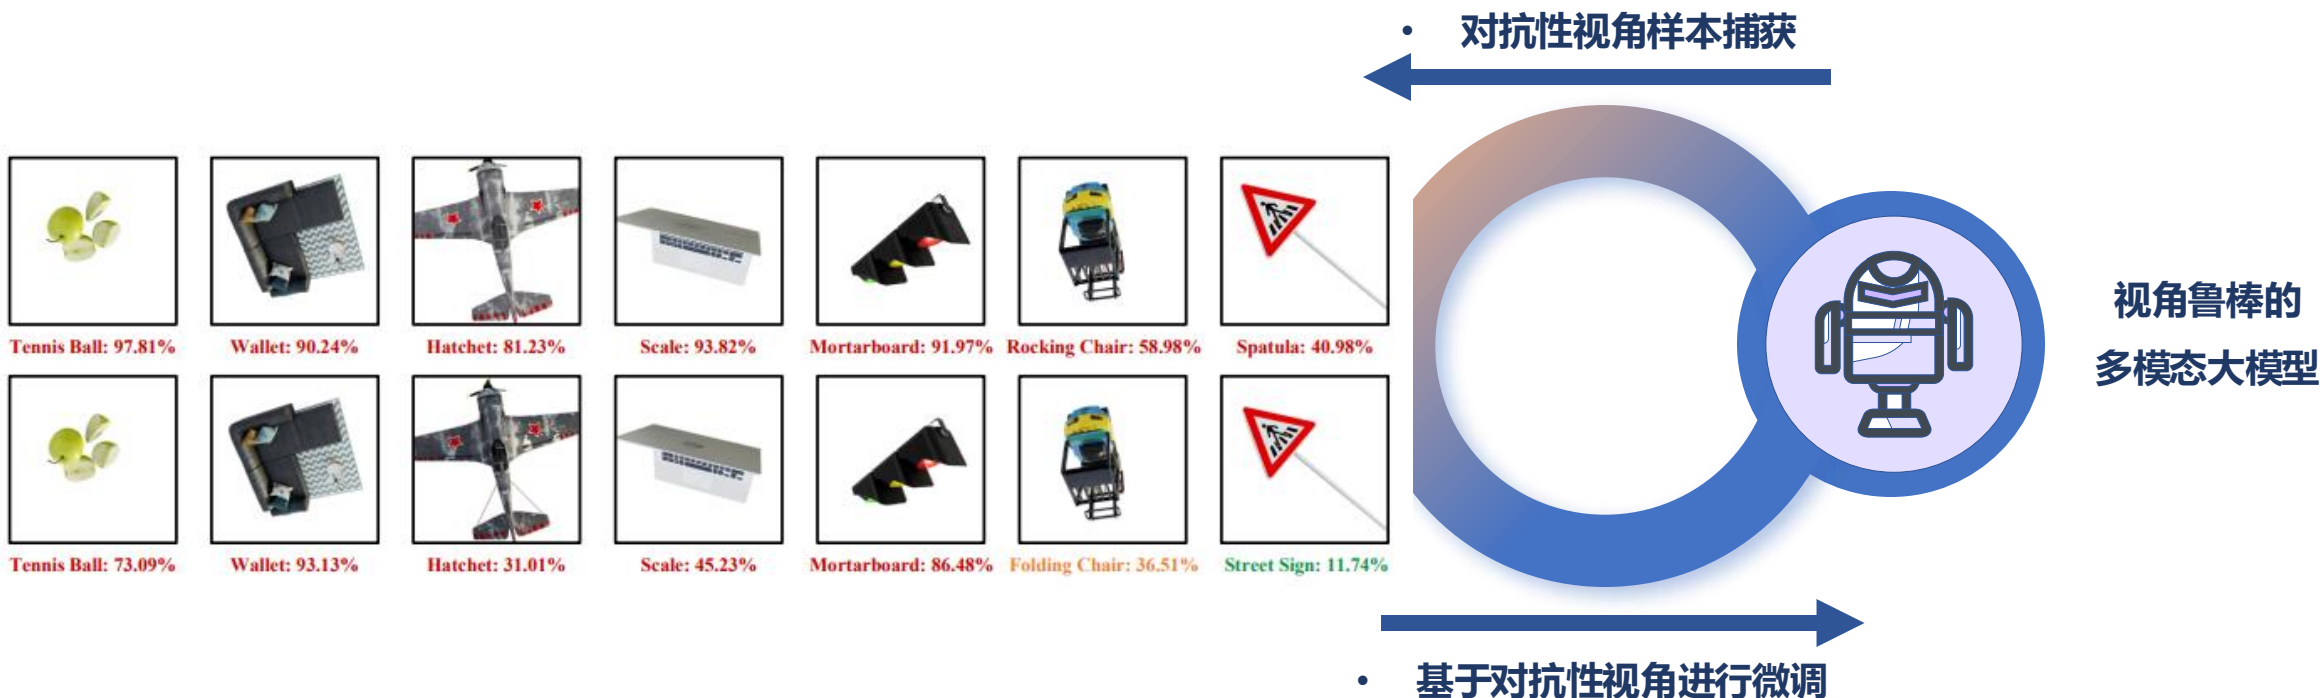 • 对抗性视角样本捕获
Tennis Ball: 97.81%
Wallet: 90.24%
Hatchet: 81.23%
Scale: 93.82%
Mortarboard: 91.97%
Rocking Chair: 58.98%
Spatula: 40.98%
Tennis Ball: 73.09%
Wallet: 93.13%
Hatchet: 31.01%
Scale: 45.23%
Mortarboard: 86.48%
Folding Chair: 36.51%
Street Sign: 11.74%
视角鲁棒的
多模态大模型
• 基于对抗性视角进行微调